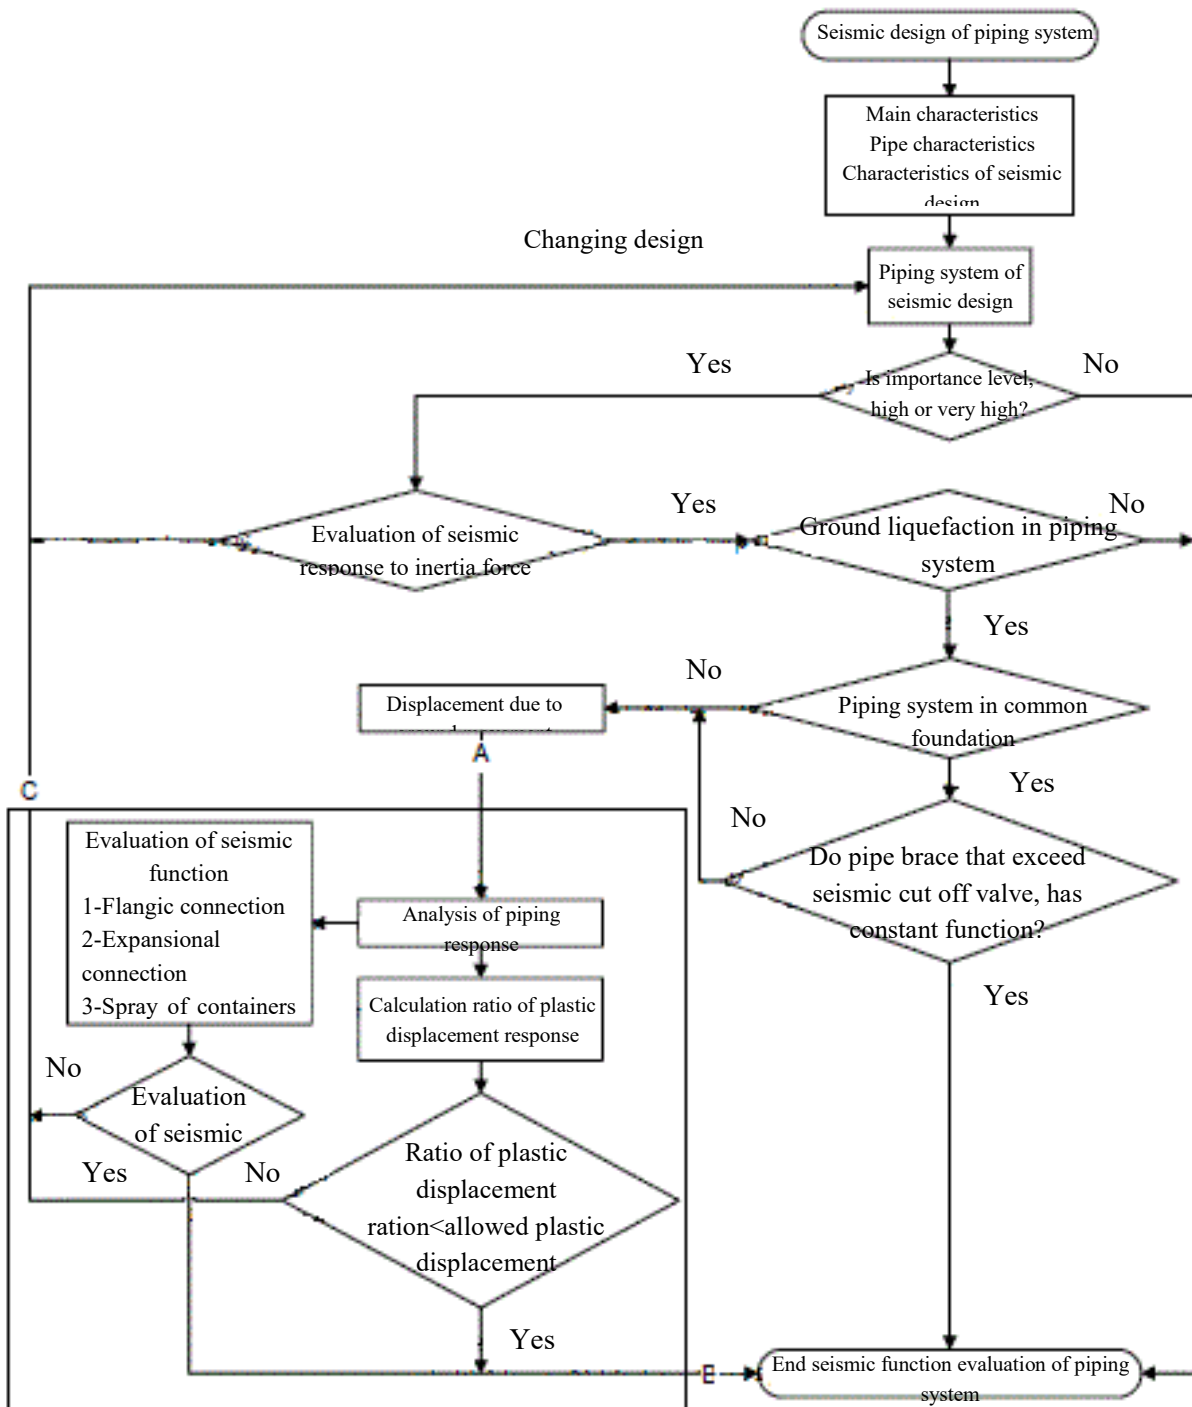 Seismic design of piping system
Main characteristics
Pipe characteristics
Characteristics of seismic
design
Changing design
Piping system of
seismic design
Yes
No
Is importance level,
high or very high?
Yes
No
Evaluation of seismic
response to inertia force
Ground liquefaction in piping
system
Yes
No
Displacement due to
Piping system in common
foundation
A
Yes
C
No
Evaluation of seismic
function
1-Flangic connection
2-Expansional
connection
3-Spray of containers
Analysis of piping
response
Do pipe brace that exceed
seismic cut off valve, has
constant function?
Calculation ratio of plastic
displacement response
Yes
No
Evaluation
of seismic
Yes
No
Ratio of plastic
displacement
ration<allowed plastic
displacement
Yes
E
End seismic function evaluation of piping
system